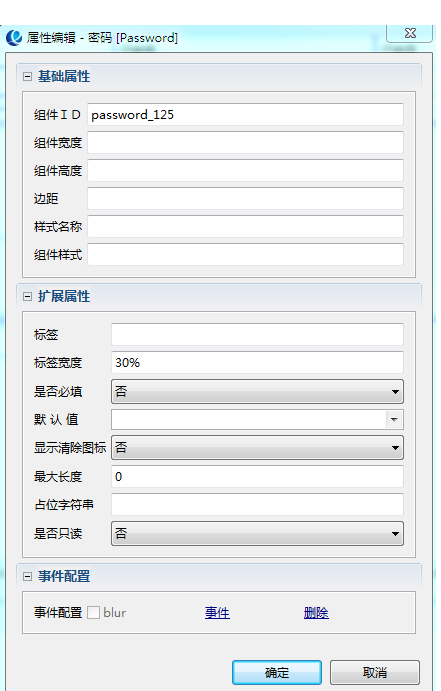 属性编辑 - 密码 [Password]
基础属性
组件ＩＤ password_125
组件宽度
组件高度
边距
样式名称
组件样式
扩展属性
标签
标签宽度 30%
是否必填 否
默 认 值
显示清除图标 否
最大长度 0
占位字符串
是否只读 否
事件配置
事件配置 blur 事件 删除
确定 取消